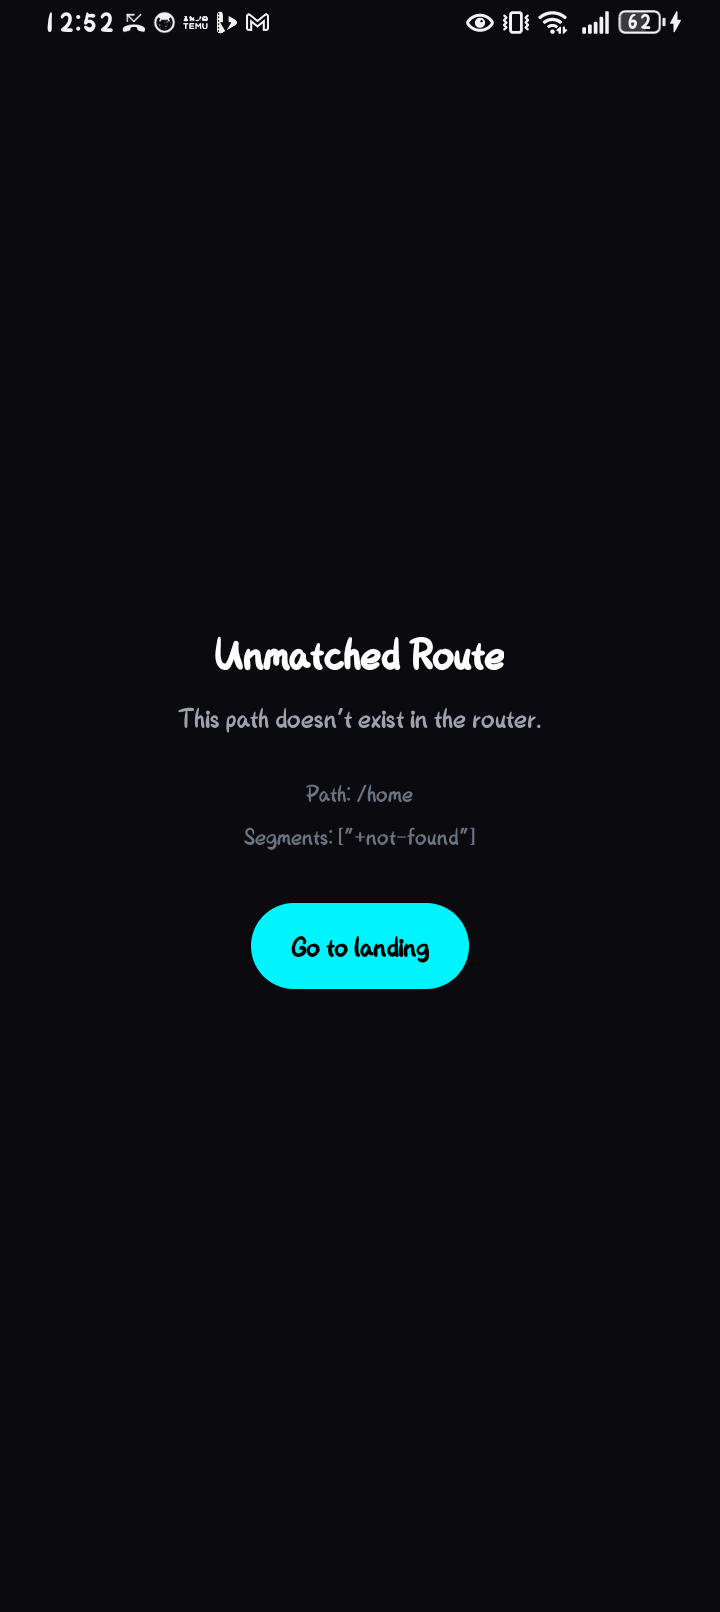 12:52
TEMU
62
Unmatched Route
This path doesn't exist in the router.
Path: /home
Segments: ["+not-found"]
Go to landing